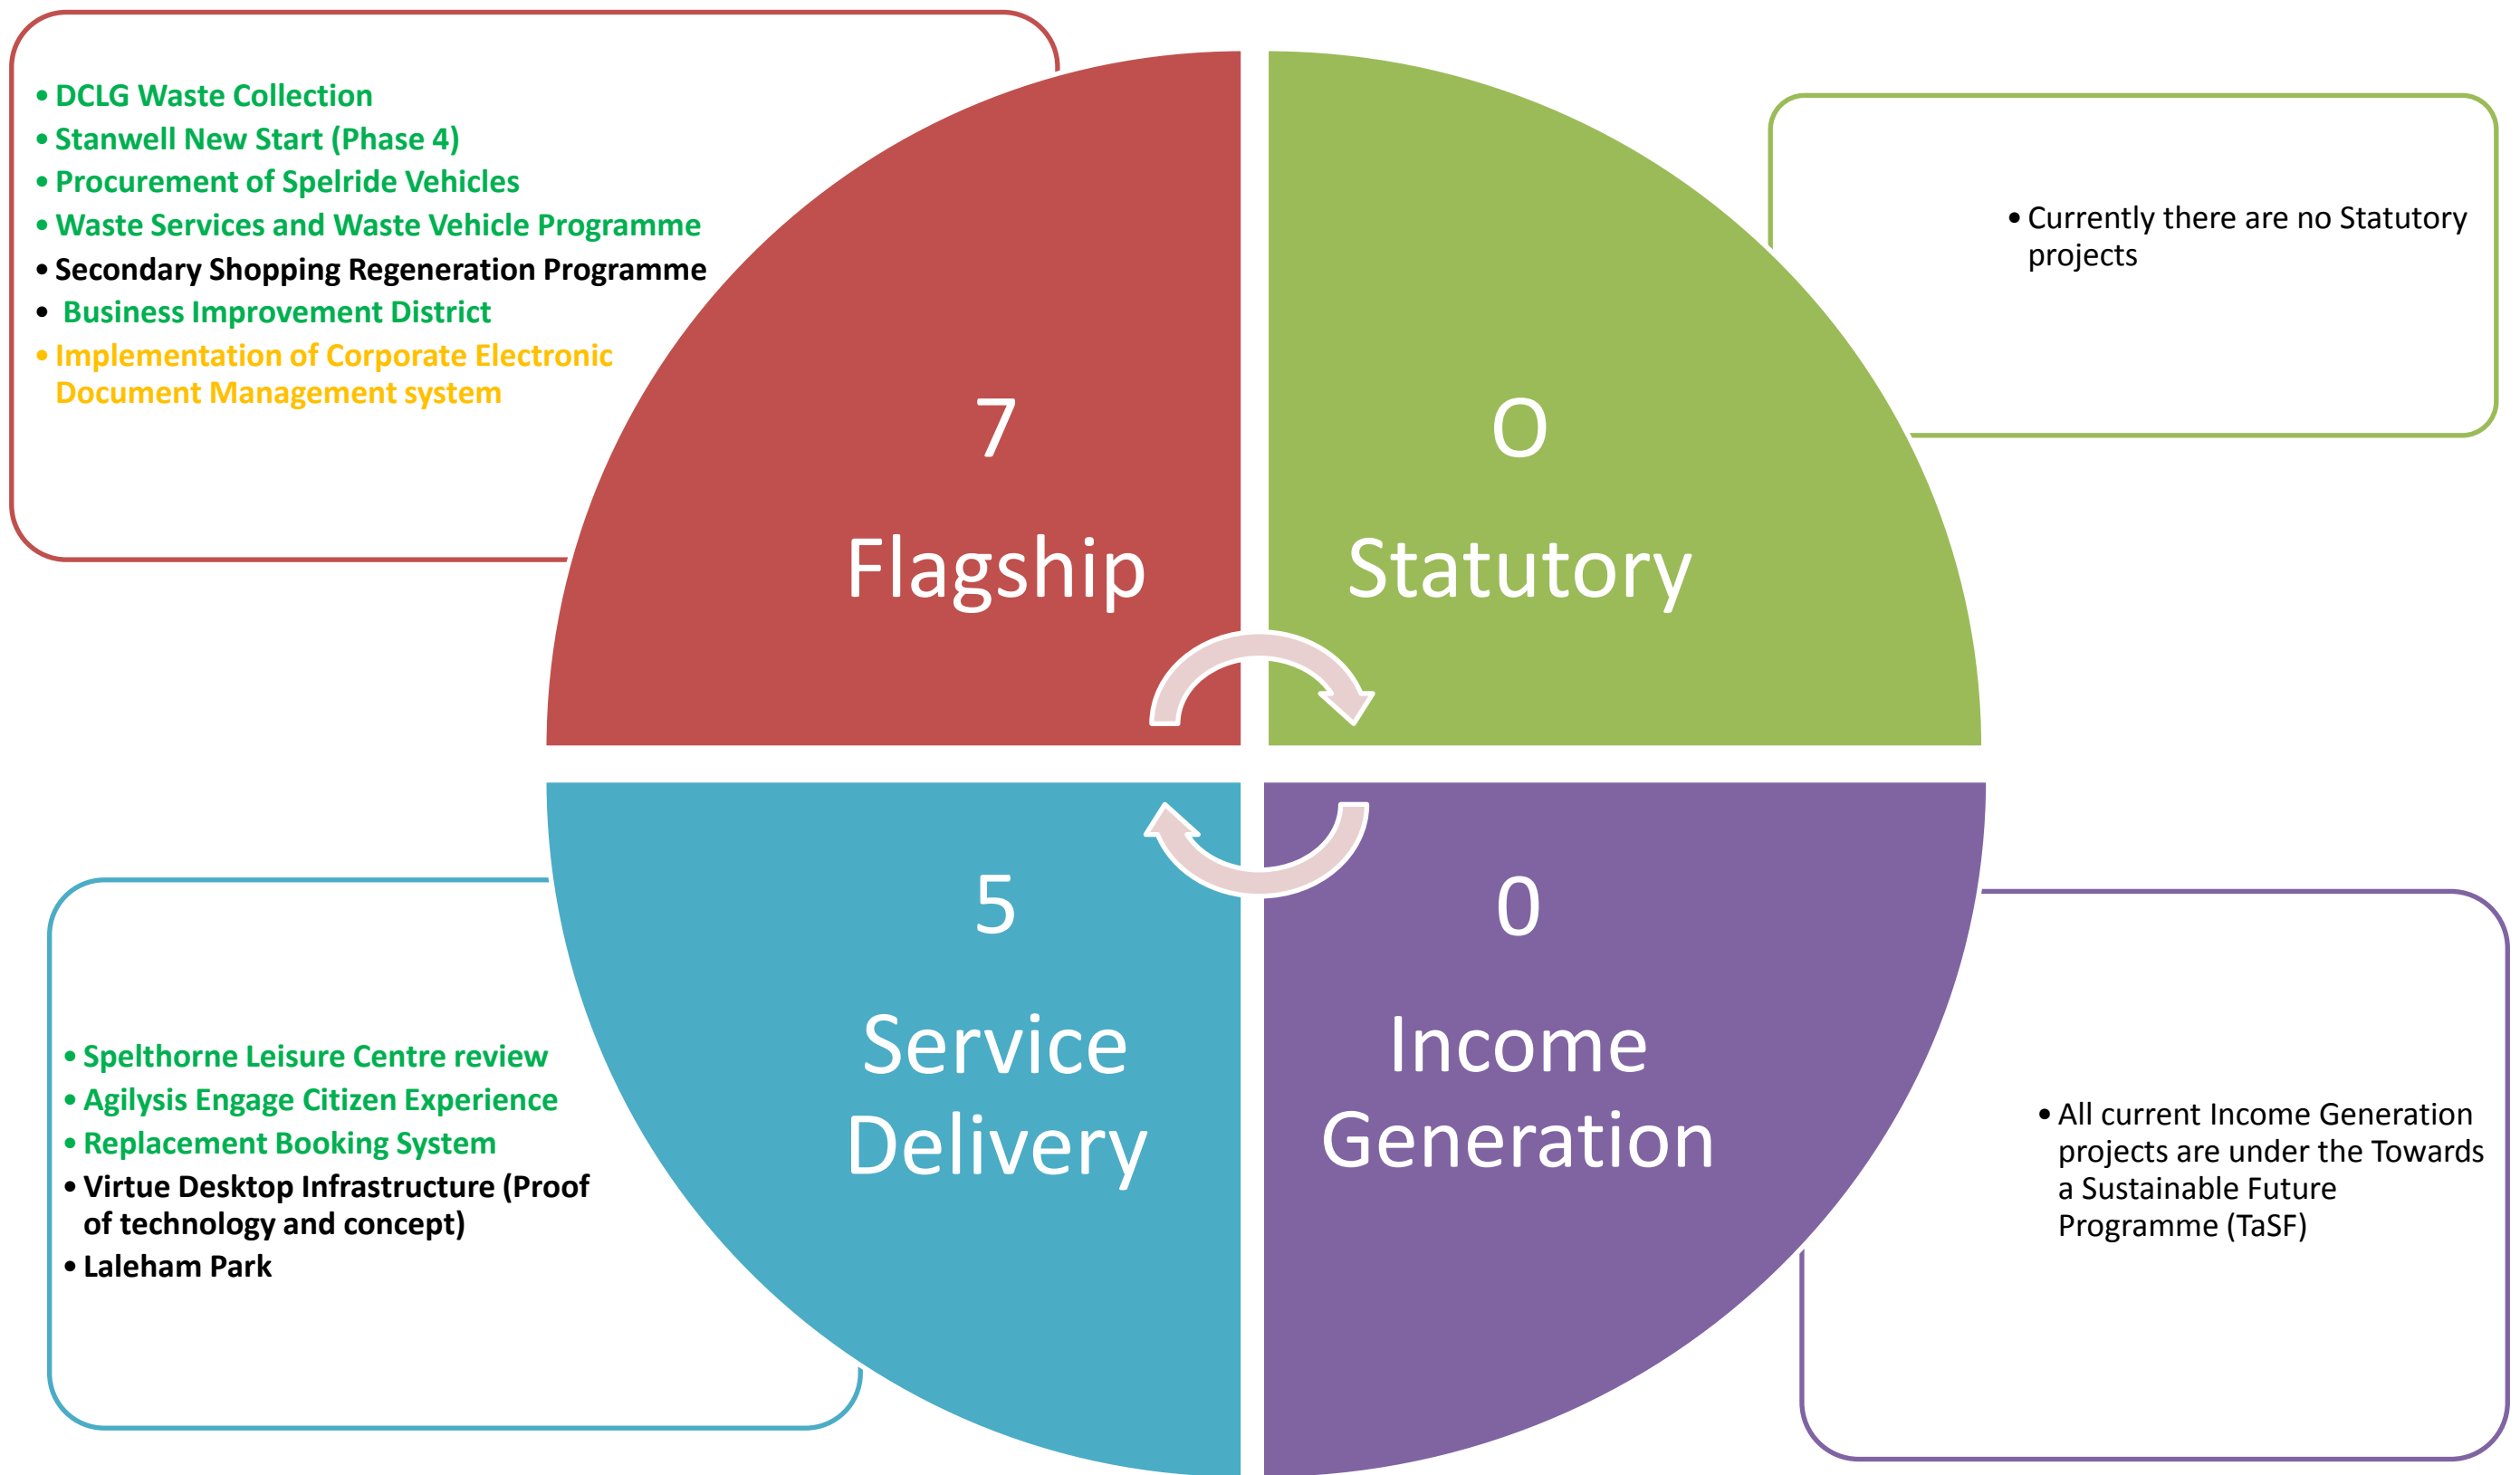 • DCLG Waste Collection
• Stanwell New Start (Phase 4)
• Procurement of Spelride Vehicles
• Waste Services and Waste Vehicle Programme
• Secondary Shopping Regeneration Programme
• Business Improvement District
• Implementation of Corporate Electronic
Document Management system
7
Flagship
O
Statutory
• Currently there are no Statutory
projects
5
Service
Delivery
• Spelthorne Leisure Centre review
• Agilysis Engage Citizen Experience
• Replacement Booking System
• Virtue Desktop Infrastructure (Proof
of technology and concept)
• Laleham Park
0
Income
Generation
• All current Income Generation
projects are under the Towards
a Sustainable Future
Programme (TaSF)